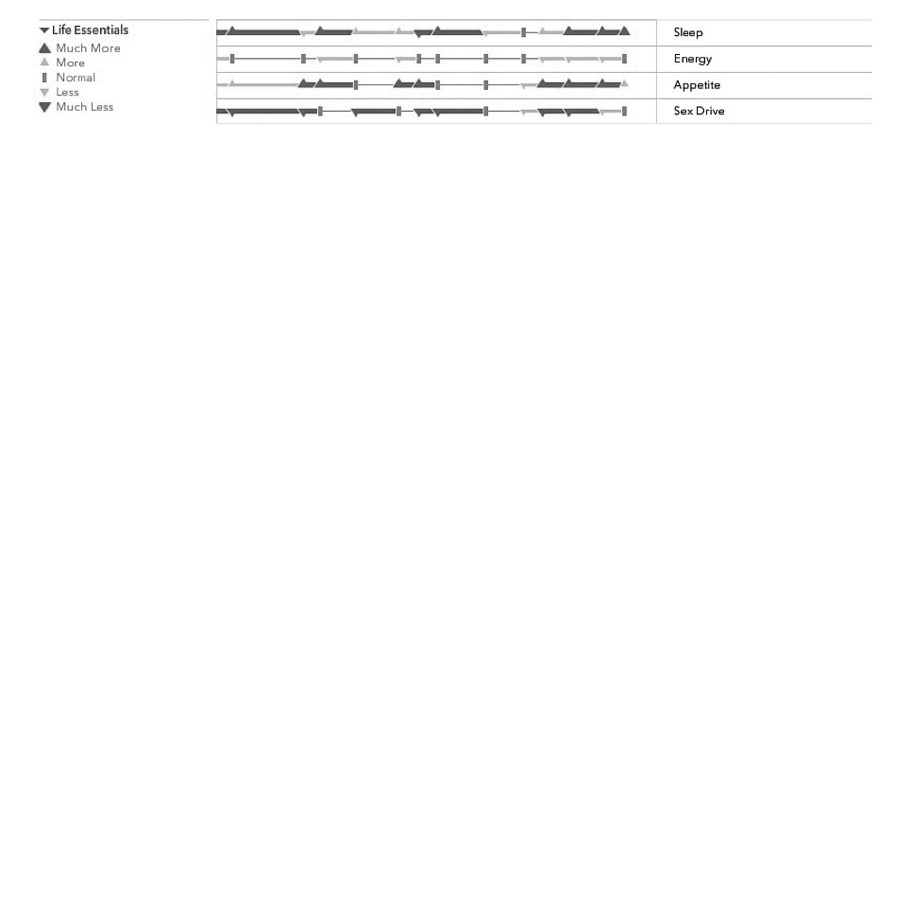 Life Essentials
Much More
More
Normal
Less
Much Less
Sleep
Energy
Appetite
Sex Drive